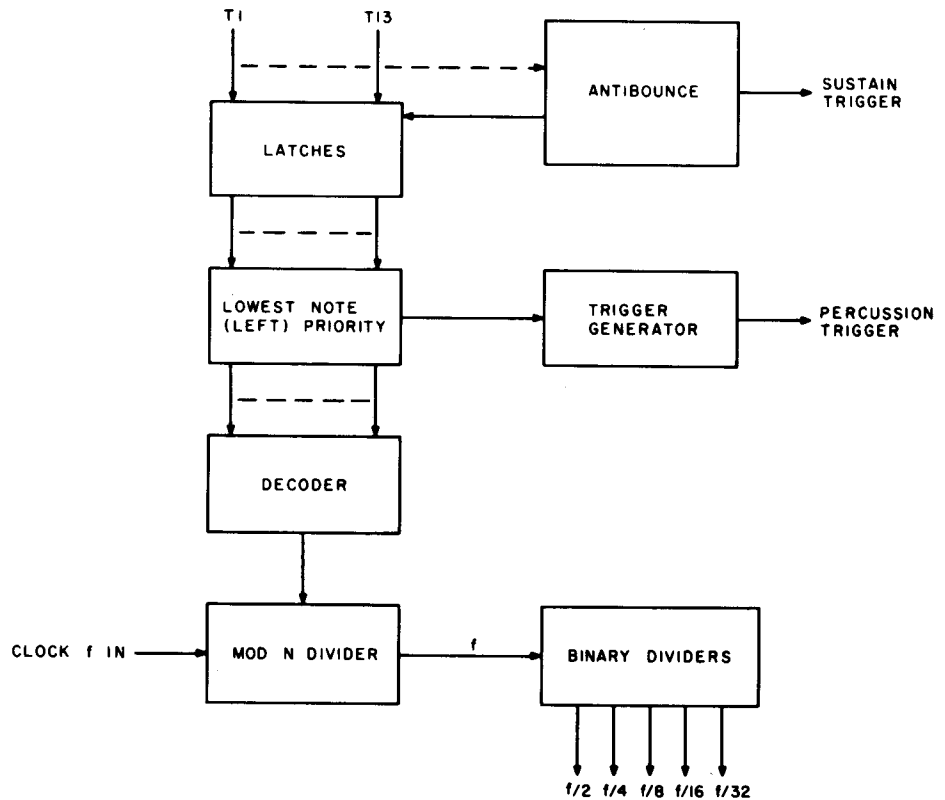 T1
T13
ANTIBOUNCE
SUSTAIN
TRIGGER
LATCHES
LOWEST NOTE
(LEFT) PRIORITY
TRIGGER
GENERATOR
PERCUSSION
TRIGGER
DECODER
CLOCK f IN
MOD N DIVIDER
f
BINARY DIVIDERS
f/2 f/4 f/8 f/16 f/32